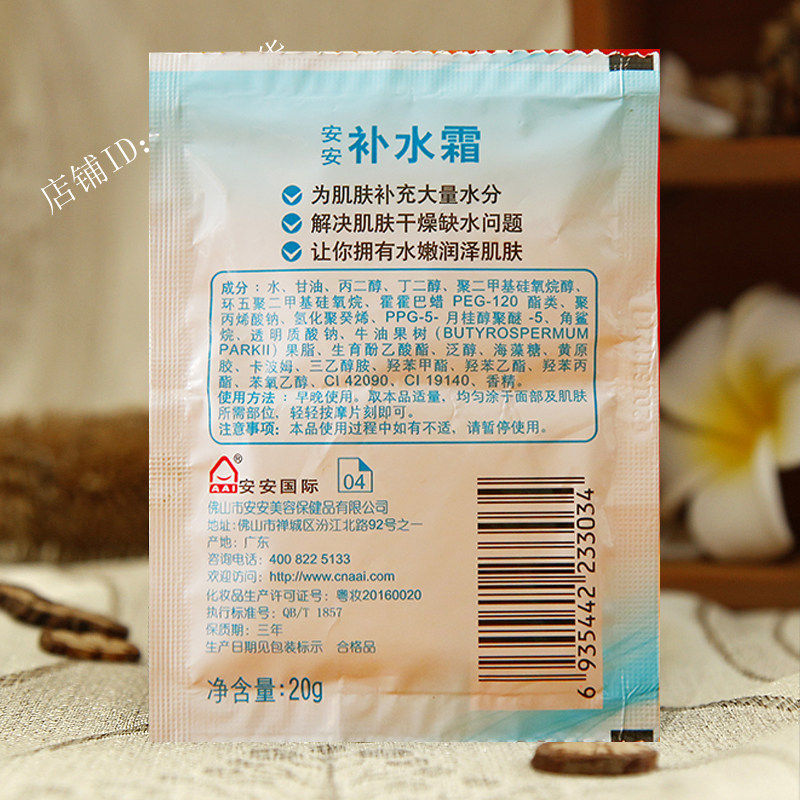 店铺ID:
安安补水霜
为肌肤补充大量水分
解决肌肤干燥缺水问题
让你拥有水嫩润泽肌肤
成分:水、甘油、丙二醇、丁二醇、聚二甲基硅氧烷醇、
环五聚二甲基硅氧烷、霍霍巴蜡 PEG-120 酯类、聚
丙烯酸钠、氢化聚癸烯、PPG-5- 月桂醇聚醚 -5、角鲨
烷、透明质酸钠、牛油果树(BUTYROSPERMUM
PARKII)果脂、生育酚乙酸酯、泛醇、海藻糖、黄原
胶、卡波姆、三乙醇胺、羟苯甲酯、羟苯乙酯、羟苯丙
酯、苯氧乙醇、CI 42090、CI 19140、香精。
使用方法:早晚使用。取本品适量,均匀涂于面部及肌肤
所需部位,轻轻按摩片刻即可。
注意事项:本品使用过程中如有不适,请暂停使用。
AAI ® 安安国际 04
佛山市安安美容保健品有限公司
地址:佛山市禅城区汾江北路92号之一
产地:广东
咨询电话:400 822 5133
欢迎访问:http://www.cnaai.com
化妆品生产许可证号:粤妆20160020
执行标准号:QB/T 1857
保质期:三年
生产日期见包装标示 合格品
净含量:20g
6 935442 233034